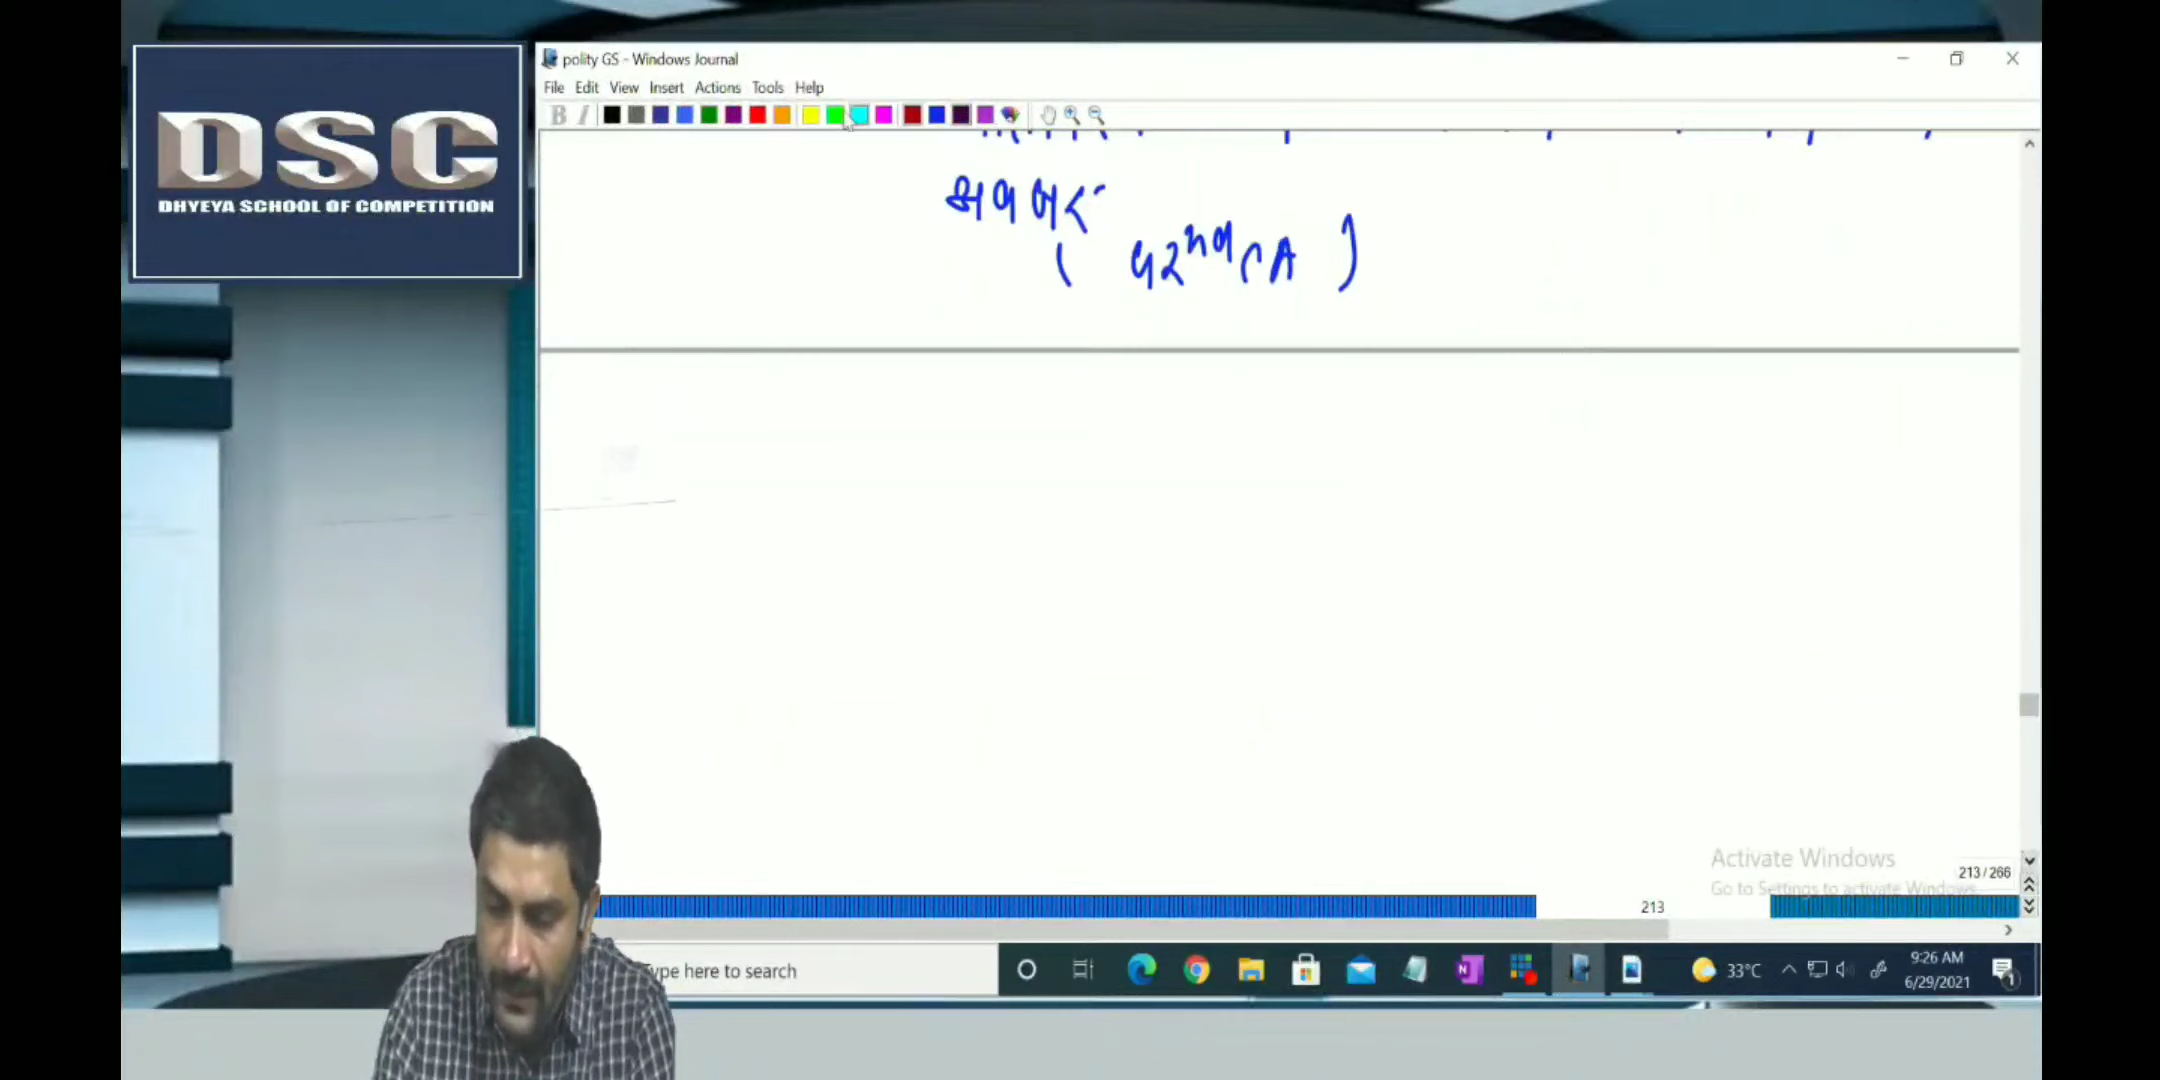 DSC
DHYEYA SCHOOL OF COMPETITION
polity GS - Windows Journal
File Edit View Insert Actions Tools Help
B I
( 42ⁿᵈ CA )
Activate Windows
Go to Settings to activate Windows.
213 / 266
213
Type here to search
33°C
9:26 AM
6/29/2021
1